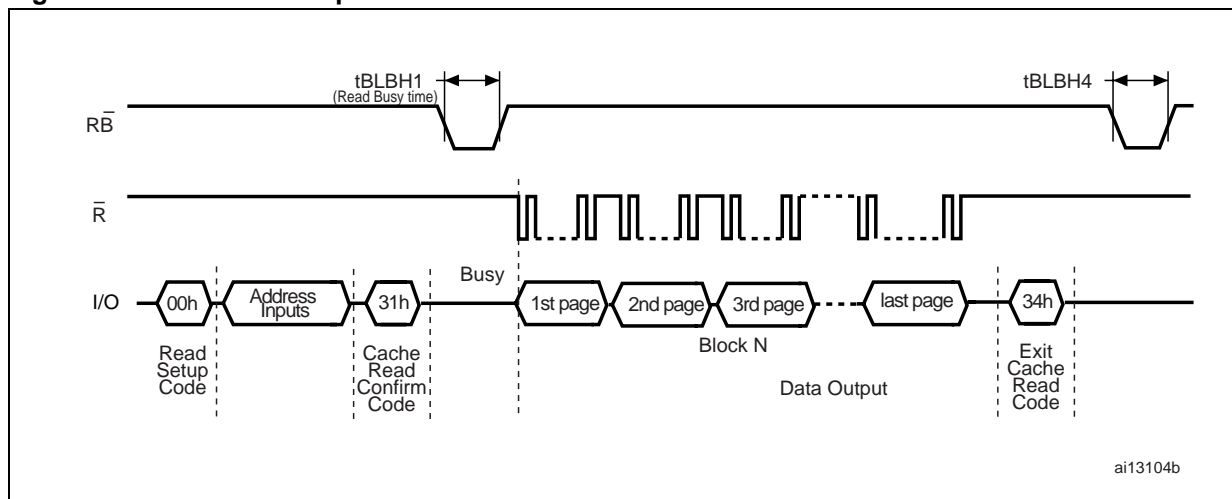 tBLBH1
(Read Busy time)
tBLBH4
RB̅
R̅
Busy
I/O
00h
Address
Inputs
31h
1st page
2nd page
3rd page
last page
34h
Read
Setup
Code
Cache
Read
Confirm
Code
Block N
Data Output
Exit
Cache
Read
Code
ai13104b